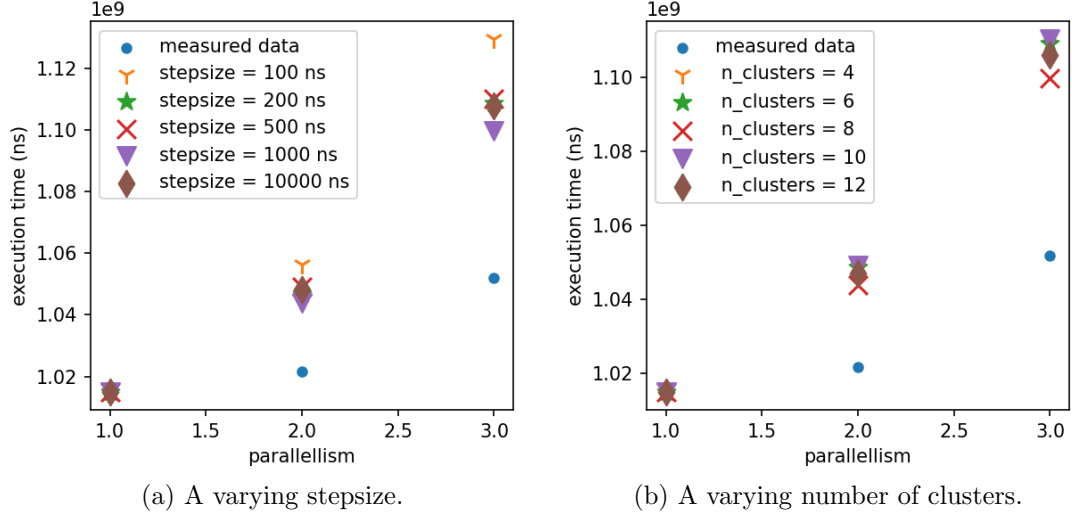 1e9
measured data
stepsize = 100 ns
stepsize = 200 ns
stepsize = 500 ns
stepsize = 1000 ns
stepsize = 10000 ns
1.12
1.10
1.08
1.06
1.04
1.02
execution time (ns)
1.0 1.5 2.0 2.5 3.0
parallellism
(a) A varying stepsize.
1e9
measured data
n_clusters = 4
n_clusters = 6
n_clusters = 8
n_clusters = 10
n_clusters = 12
1.10
1.08
1.06
1.04
1.02
execution time (ns)
1.0 1.5 2.0 2.5 3.0
parallellism
(b) A varying number of clusters.